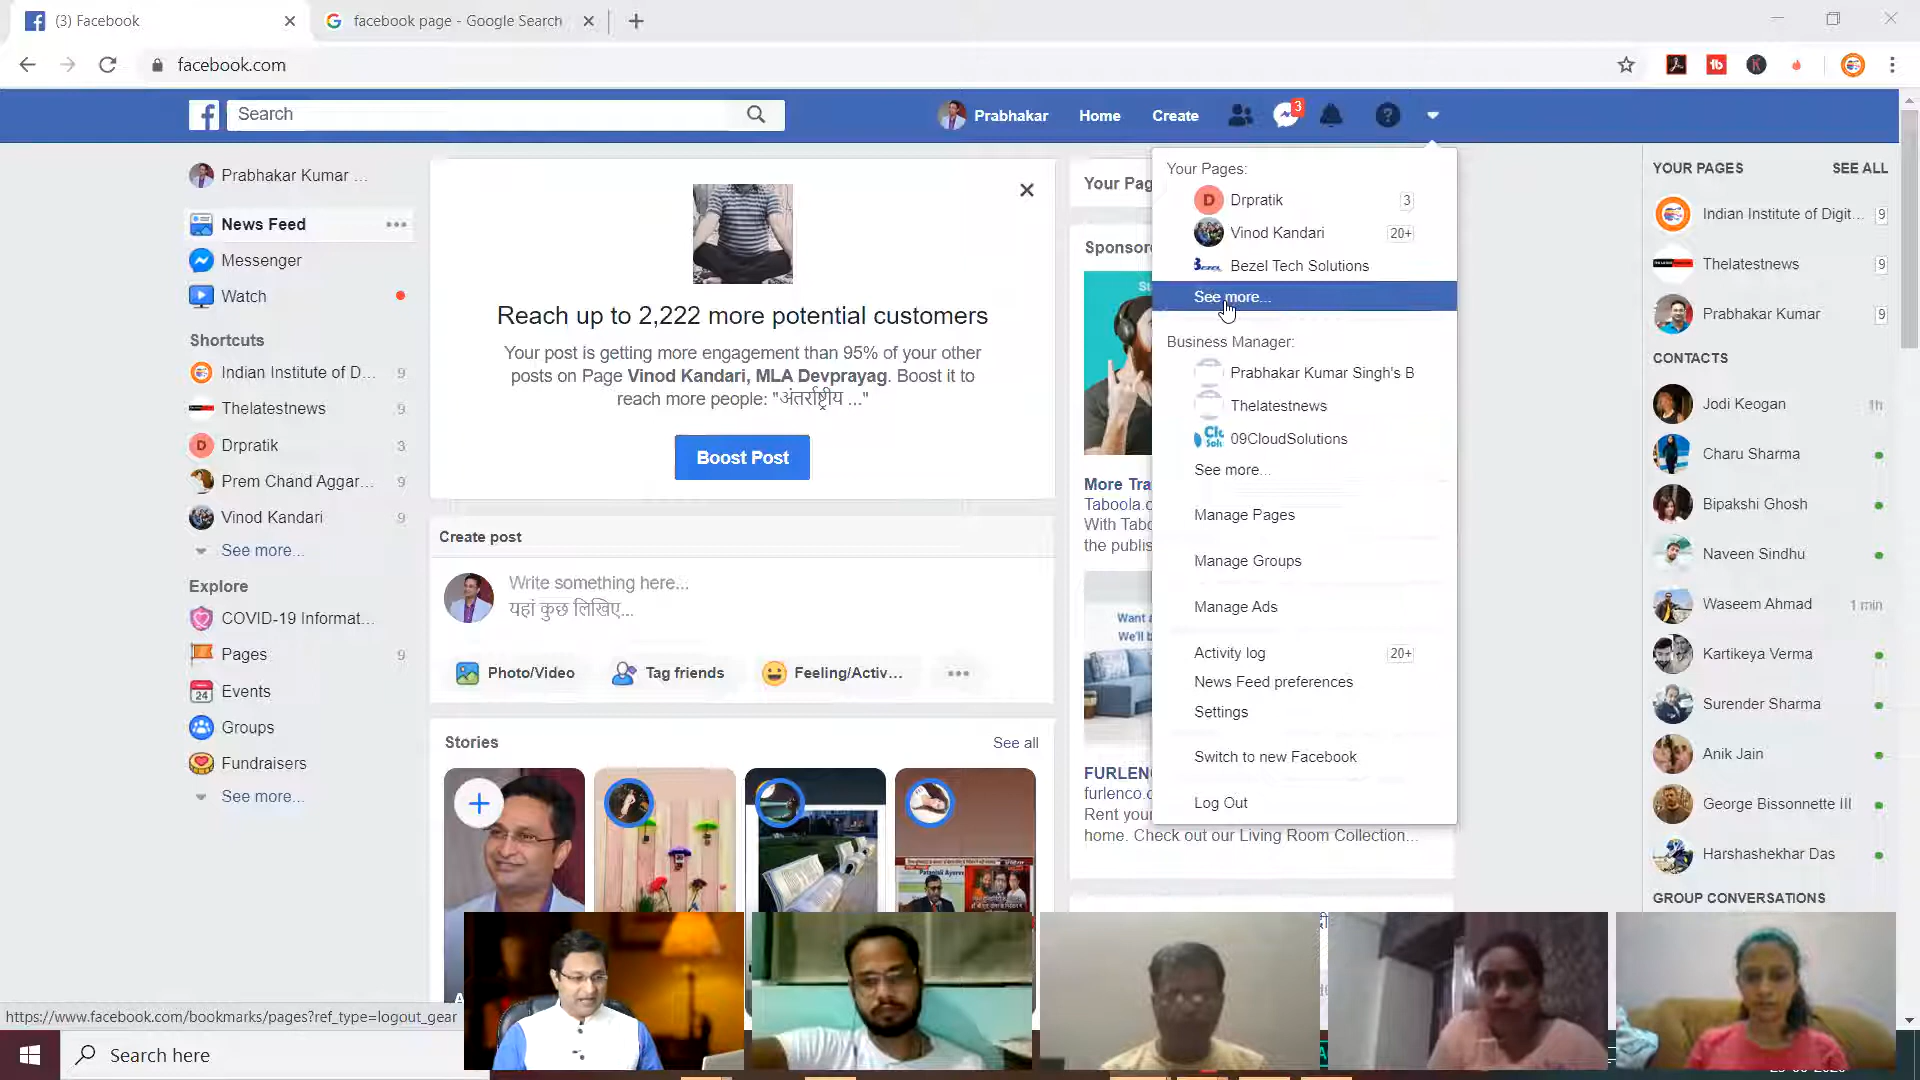 (3) Facebook
facebook page - Google Search
facebook.com
Search
Prabhakar
Home
Create
3
Prabhakar Kumar ...
News Feed
Messenger
Watch
Shortcuts
Indian Institute of D... 9
Thelatestnews 9
Drpratik 3
Prem Chand Aggar... 9
Vinod Kandari 9
See more...
Explore
COVID-19 Informat...
Pages 9
24 Events
Groups
Fundraisers
See more...
Reach up to 2,222 more potential customers
Your post is getting more engagement than 95% of your other
posts on Page Vinod Kandari, MLA Devprayag. Boost it to
reach more people: "अंतर्राष्ट्रीय ..."
Boost Post
Create post
Write something here...
यहां कुछ लिखिए...
Photo/Video
Tag friends
Feeling/Activ...
Stories
See all
Your Pag
Sponsor
More Tra
Taboola.c
With Tabo
the publis
Want a
We'll b
FURLENC
furlenco.c
Rent your
home. Check out our Living Room Collection...
Your Pages:
D Drpratik 3
Vinod Kandari 20+
Bezel Tech Solutions
See more...
Business Manager:
Prabhakar Kumar Singh's B
Thelatestnews
09CloudSolutions
See more...
Manage Pages
Manage Groups
Manage Ads
Activity log 20+
News Feed preferences
Settings
Switch to new Facebook
Log Out
YOUR PAGES SEE ALL
Indian Institute of Digit... 9
Thelatestnews 9
Prabhakar Kumar 9
CONTACTS
Jodi Keogan 1h
Charu Sharma
Bipakshi Ghosh
Naveen Sindhu
Waseem Ahmad 1 min
Kartikeya Verma
Surender Sharma
Anik Jain
George Bissonnette III
Harshashekhar Das
GROUP CONVERSATIONS
https://www.facebook.com/bookmarks/pages?ref_type=logout_gear
Search here